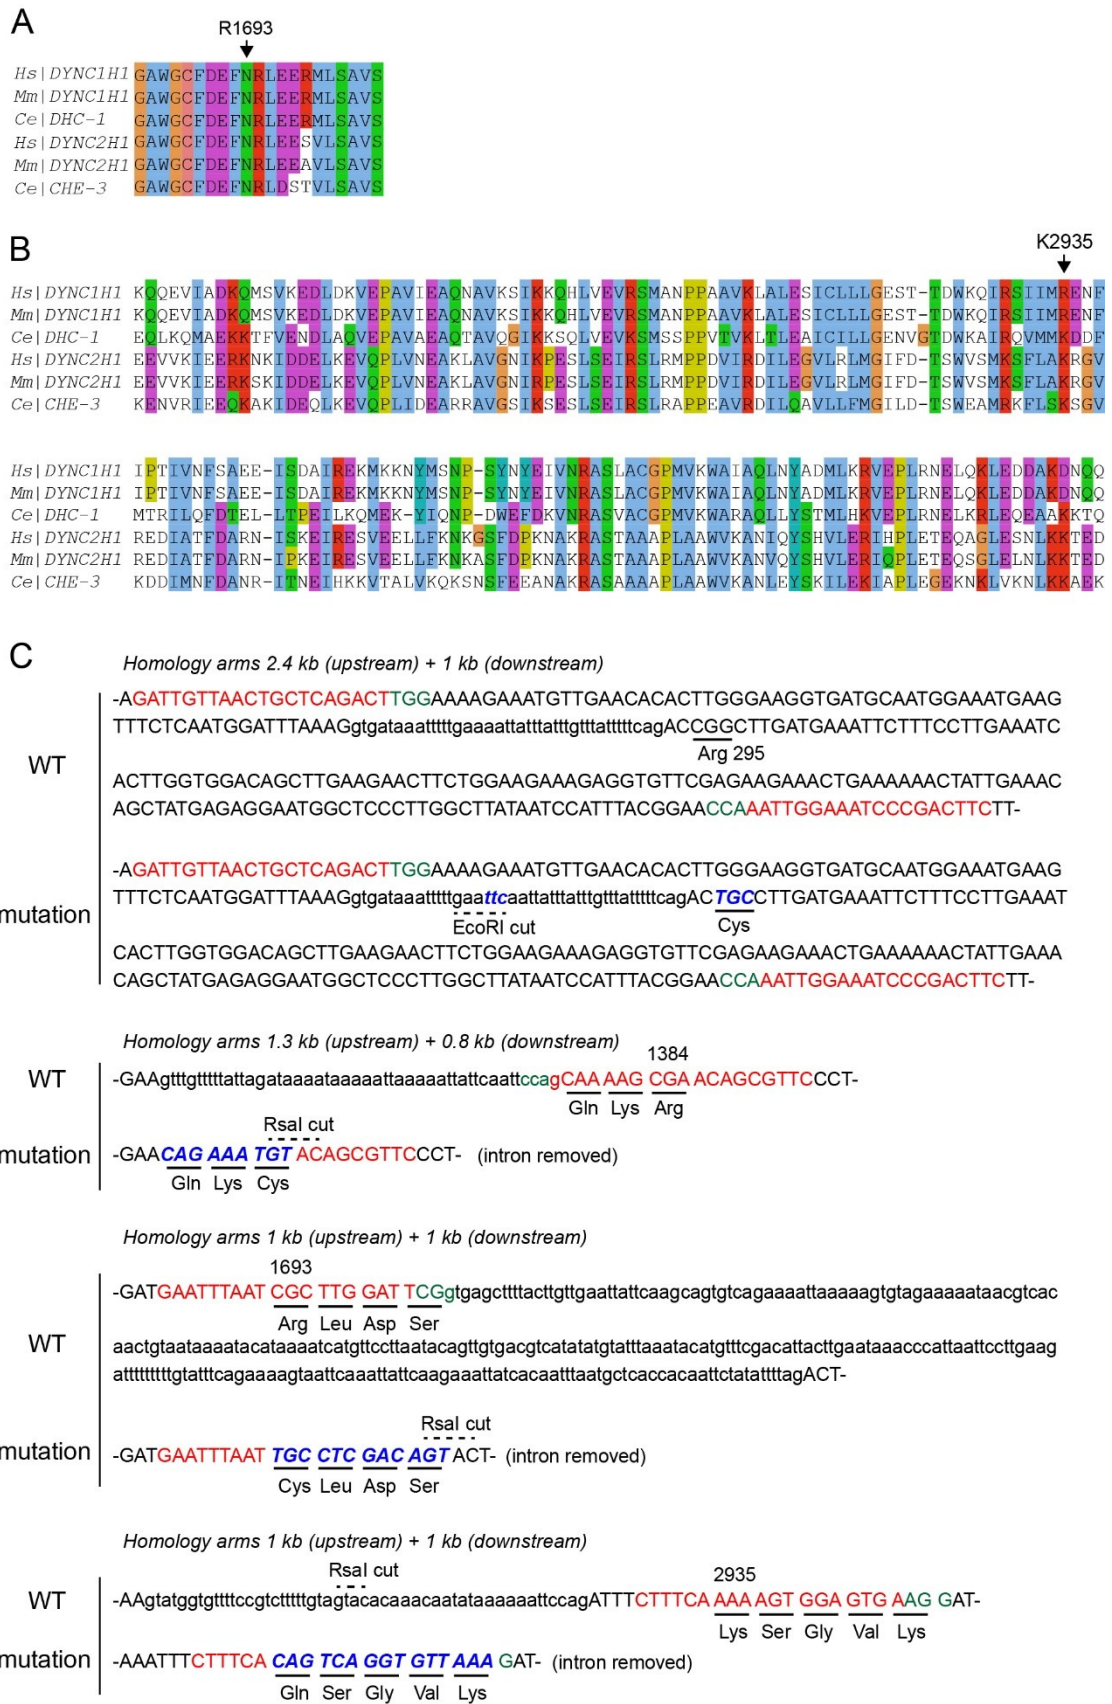 A
R1693
Hs|DYNC1H1 GAWGCFDEFNRLEERMLSAVS
Mm|DYNC1H1 GAWGCFDEFNRLEERMLSAVS
Ce|DHC-1 GAWGCFDEFNRLEERMLSAVS
Hs|DYNC2H1 GAWGCFDEFNRLEESVLSAVS
Mm|DYNC2H1 GAWGCFDEFNRLEEAVLSAVS
Ce|CHE-3 GAWGCFDEFNRLDSTVLSAVS
B
K2935
Hs|DYNC1H1 KQQEVIADKQMSVKEDLDKVEPAVIEAQNAVKSIKKQHLVEVRSMANPPAAVKLALESICLLLGEST-TDWKQIRSIIMRENF
Mm|DYNC1H1 KQQEVIADKQMSVKEDLDKVEPAVIEAQNAVKSIKKQHLVEVRSMANPPAAVKLALESICLLLGEST-TDWKQIRSIIMRENF
Ce|DHC-1 EQLKQMAEKKTFVENDLAQVEPAVAEAQTAVQGIKKSQLVEVKSMSSPPVTVKLTLEAICILLGENVGTDWKAIRQVMMKDDF
Hs|DYNC2H1 EEVVKIEERKNKIDDELKEVQPLVNEAKLAVGNIKPESLSEIRSLRMPPDVIRDILEGVLRLMGIFD-TSWVSMKSFLAKRGV
Mm|DYNC2H1 EEVVKIEERKSKIDDELKEVQPLVNEAKLAVGNIRPESLSEIRSLRMPPDVIRDILEGVLRLMGIFD-TSWVSMKSFLAKRGV
Ce|CHE-3 KENVRIEEQKAKIDEQLKEVQPLIDEARRAVGSIKSESLSEIRSLRAPPEAVRDILQAVLLFMGILD-TSWEAMRKFLSKSGV
Hs|DYNC1H1 IPTIVNFSAEE-ISDAIREKMKKNYMSNP-SYNYEIVNRASLACGPMVKWAIAQLNYADMLKRVEPLRNELQKLEDDAKDNQQ
Mm|DYNC1H1 IPTIVNFSAEE-ISDAIREKMKKNYMSNP-SYNYEIVNRASLACGPMVKWAIAQLNYADMLKRVEPLRNELQKLEDDAKDNQQ
Ce|DHC-1 MTRILQFDTEL-LTPEILKQMEK-YIQNP-DWEFDKVNRASVACGPMVKWARAQLLYSTMLHKVEPLRNELKRLEQEAAKKTQ
Hs|DYNC2H1 REDIATFDARN-ISKEIRESVEELLFKNKGSFDPKNAKRASTAAAPLAAWVKANIQYSHVLERIHPLETEQAGLESNLKKTED
Mm|DYNC2H1 REDIATFDARN-IPKEIRESVEELLFKNKASFDPKNAKRASTAAAPLAAWVKANVQYSHVLERIQPLETEQSGLELNLKKTED
Ce|CHE-3 KDDIMNFDANR-ITNEIHKKVTALVKQKSNSFEEANAKRASAAAAPLAAWVKANLEYSKILEKIAPLEGEKNKLVKNLKKAEK
C
Homology arms 2.4 kb (upstream) + 1 kb (downstream)
WT
-AGATTGTTAACTGCTCAGACTTGGAAAAGAAATGTTGAACACACTTGGGAAGGTGATGCAATGGAAATGAAG
TTTCTCAATGGATTTAAAGgtgataaatttttgaaaattatttatttgtttatttttcagACCGGCTTGATGAAATTCTTTCCTTGAAATC
Arg 295
ACTTGGTGGACAGCTTGAAGAACTTCTGGAAGAAAGAGGTGTTCGAGAAGAAACTGAAAAAACTATTGAAAC
AGCTATGAGAGGAATGGCTCCCTTGGCTTATAATCCATTTACGGAACCAAATTGGAAATCCCGACTTCTT-
mutation
-AGATTGTTAACTGCTCAGACTTGGAAAAGAAATGTTGAACACACTTGGGAAGGTGATGCAATGGAAATGAAG
TTTCTCAATGGATTTAAAGgtgataaatttttgaattcaattatttatttgtttatttttcagACTGCCTTGATGAAATTCTTTCCTTGAAAT
EcoRI cut Cys
CACTTGGTGGACAGCTTGAAGAACTTCTGGAAGAAAGAGGTGTTCGAGAAGAAACTGAAAAAACTATTGAAA
CAGCTATGAGAGGAATGGCTCCCTTGGCTTATAATCCATTTACGGAACCAAATTGGAAATCCCGACTTCTT-
Homology arms 1.3 kb (upstream) + 0.8 kb (downstream)
1384
WT
-GAAgtttgtttttattagataaaataaaaattaaaaattattcaattccagCAA AAG CGA ACAGCGTTCCCT-
Gln Lys Arg
RsaI cut
mutation
-GAACAG AAA TGT ACAGCGTTCCCT- (intron removed)
Gln Lys Cys
Homology arms 1 kb (upstream) + 1 kb (downstream)
1693
WT
-GATGAATTTAAT CGC TTG GAT TCGgtgagcttttacttgttgaattattcaagcagtgtcagaaaattaaaaagtgtagaaaaataacgtcac
Arg Leu Asp Ser
aactgtaataaaatacataaaatcatgttccttaatacagttgtgacgtcatatatgtatttaaatacatgtttcgacattacttgaataaacccattaattccttgaag
atttttttttgtatttcagaaaagtaattcaaattattcaagaaattatcacaatttaatgctcaccacaattctatattttagACT-
RsaI cut
mutation
-GATGAATTTAAT TGC CTC GAC AGT ACT- (intron removed)
Cys Leu Asp Ser
Homology arms 1 kb (upstream) + 1 kb (downstream)
RsaI cut 2935
WT
-AAgtatggtgttttccgtctttttgtagtacacaaacaatataaaaaattccagATTTCTTTCA AAA AGT GGA GTG AAG GAT-
Lys Ser Gly Val Lys
mutation
-AAATTTCTTTCA CAG TCA GGT GTT AAA GAT- (intron removed)
Gln Ser Gly Val Lys